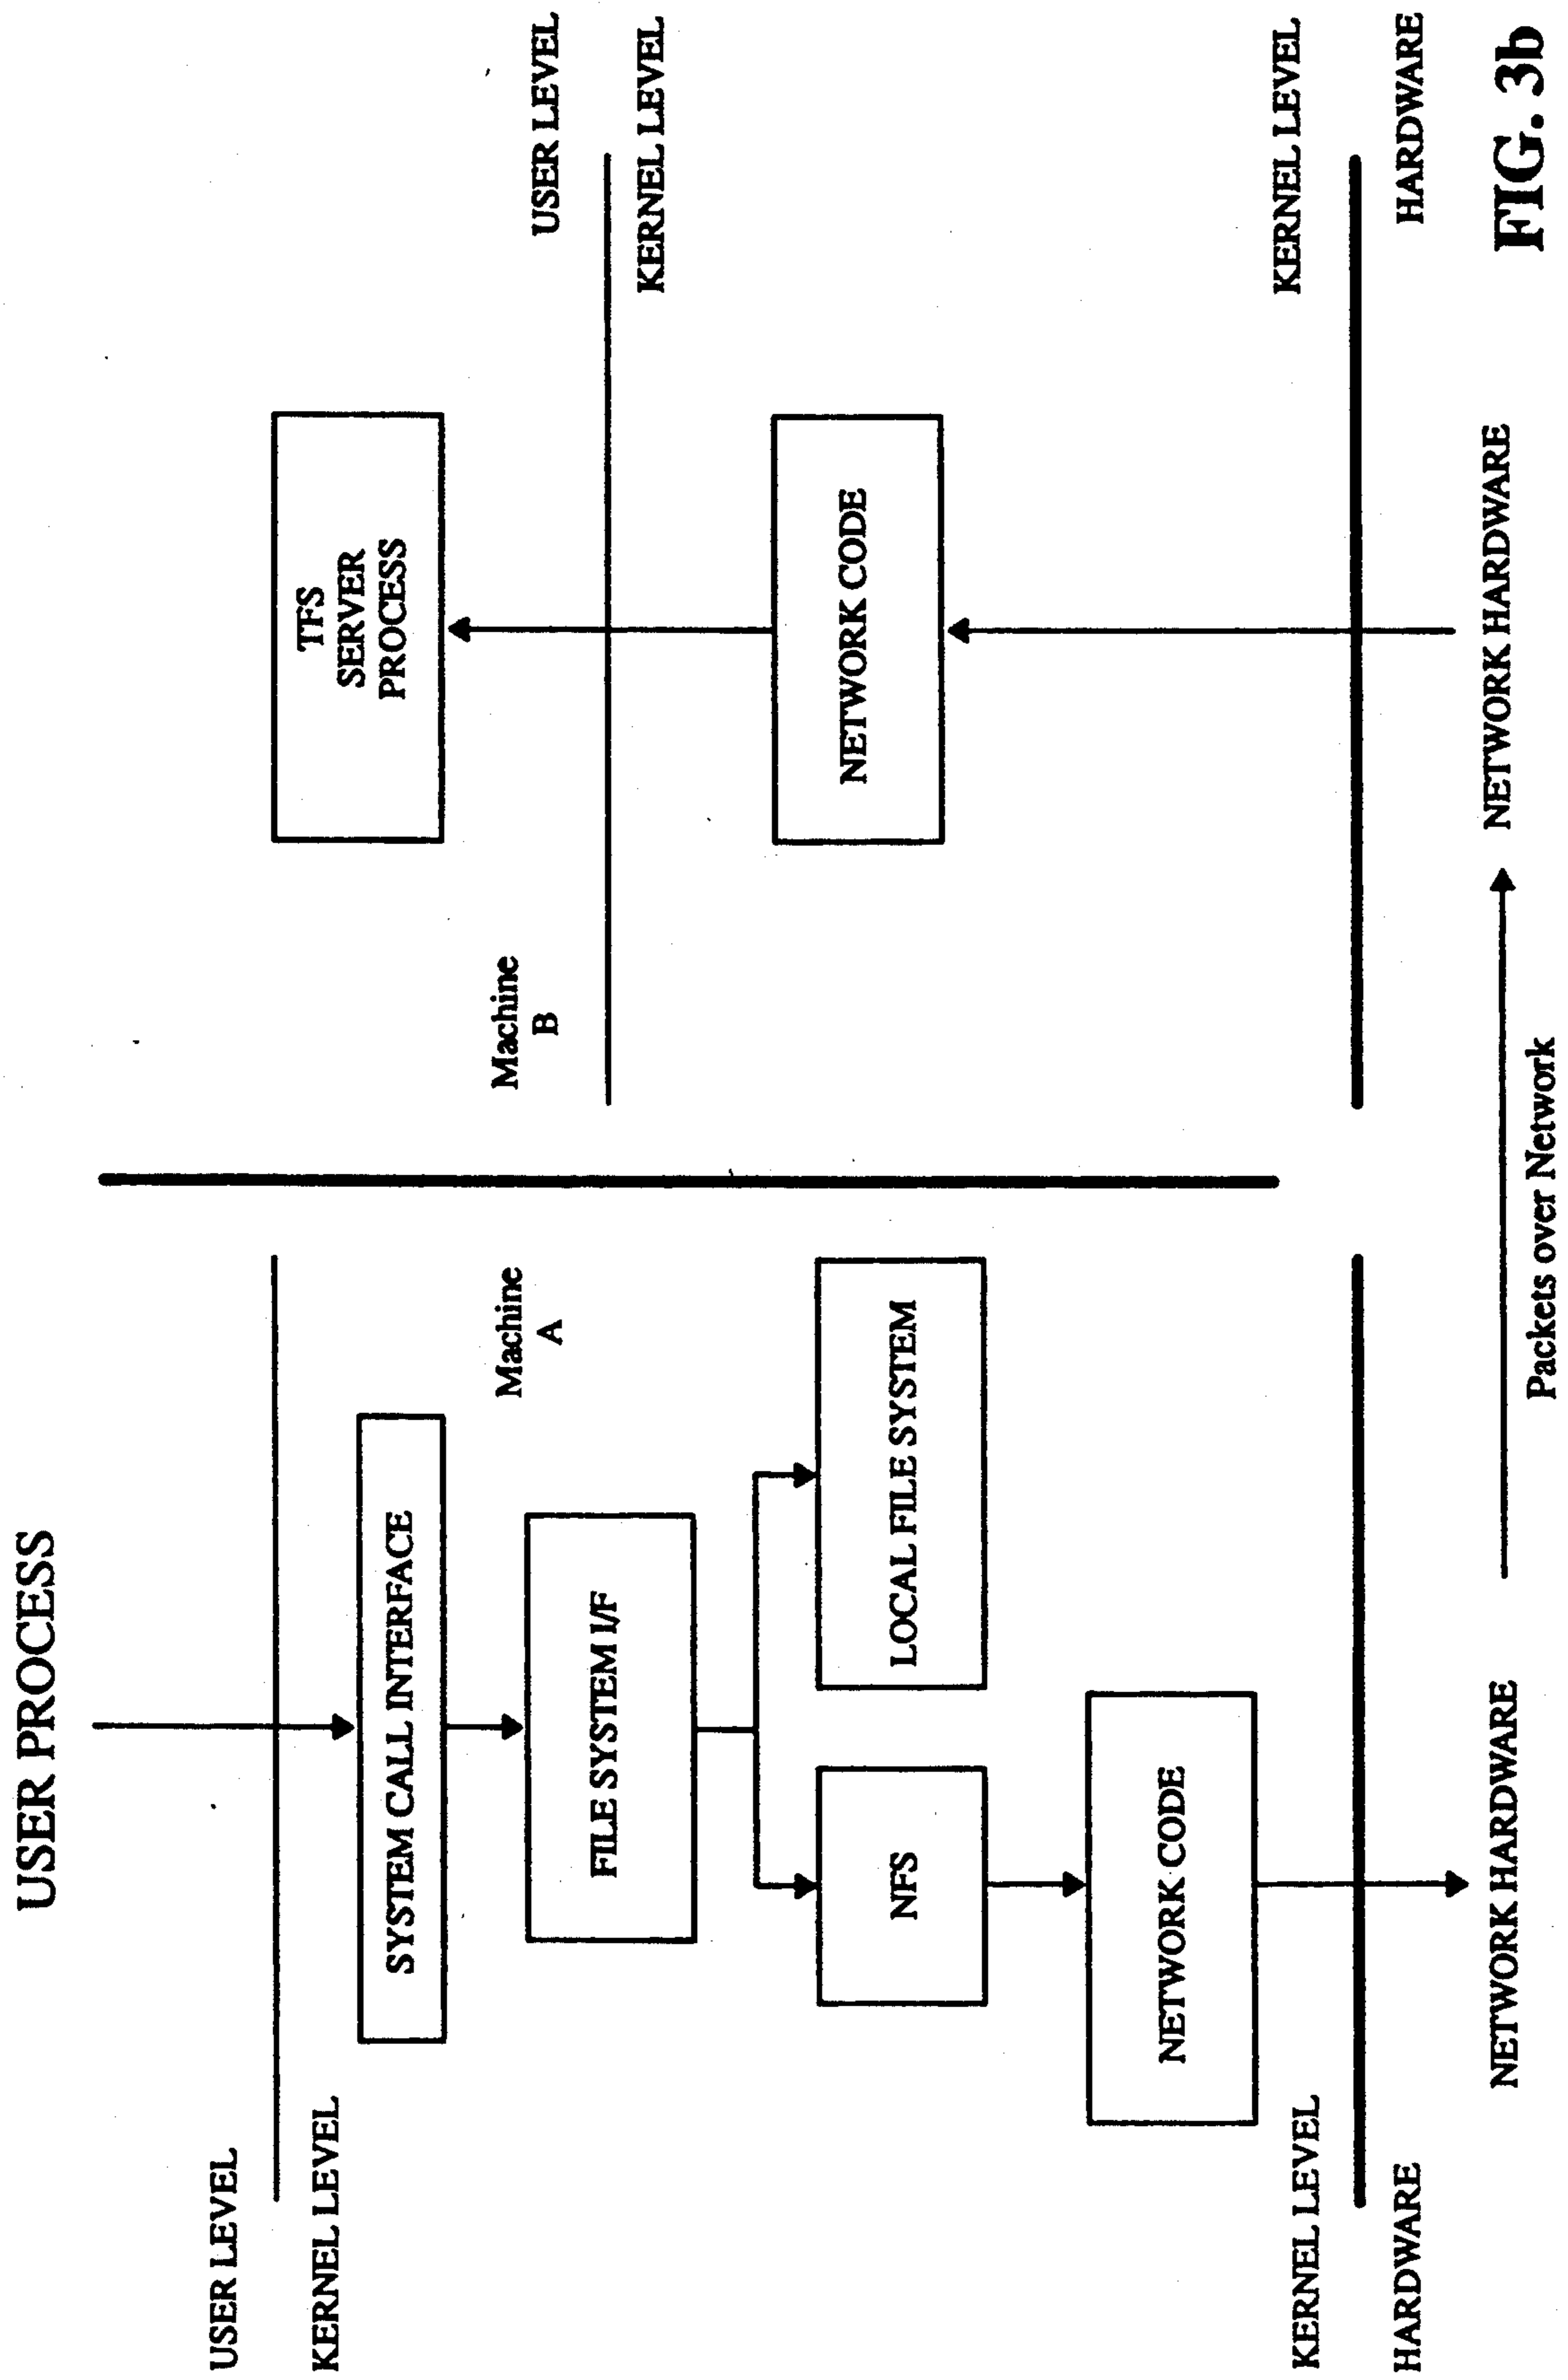 USER PROCESS
USER LEVEL
KERNEL LEVEL
SYSTEM CALL INTERFACE
FILE SYSTEM I/F
Machine
A
NFS
LOCAL FILE SYSTEM
NETWORK CODE
KERNEL LEVEL
HARDWARE
NETWORK HARDWARE
Packets over Network
TFS
SERVER
PROCESS
Machine
B
USER LEVEL
KERNEL LEVEL
NETWORK CODE
KERNEL LEVEL
HARDWARE
NETWORK HARDWARE
FIG. 3b